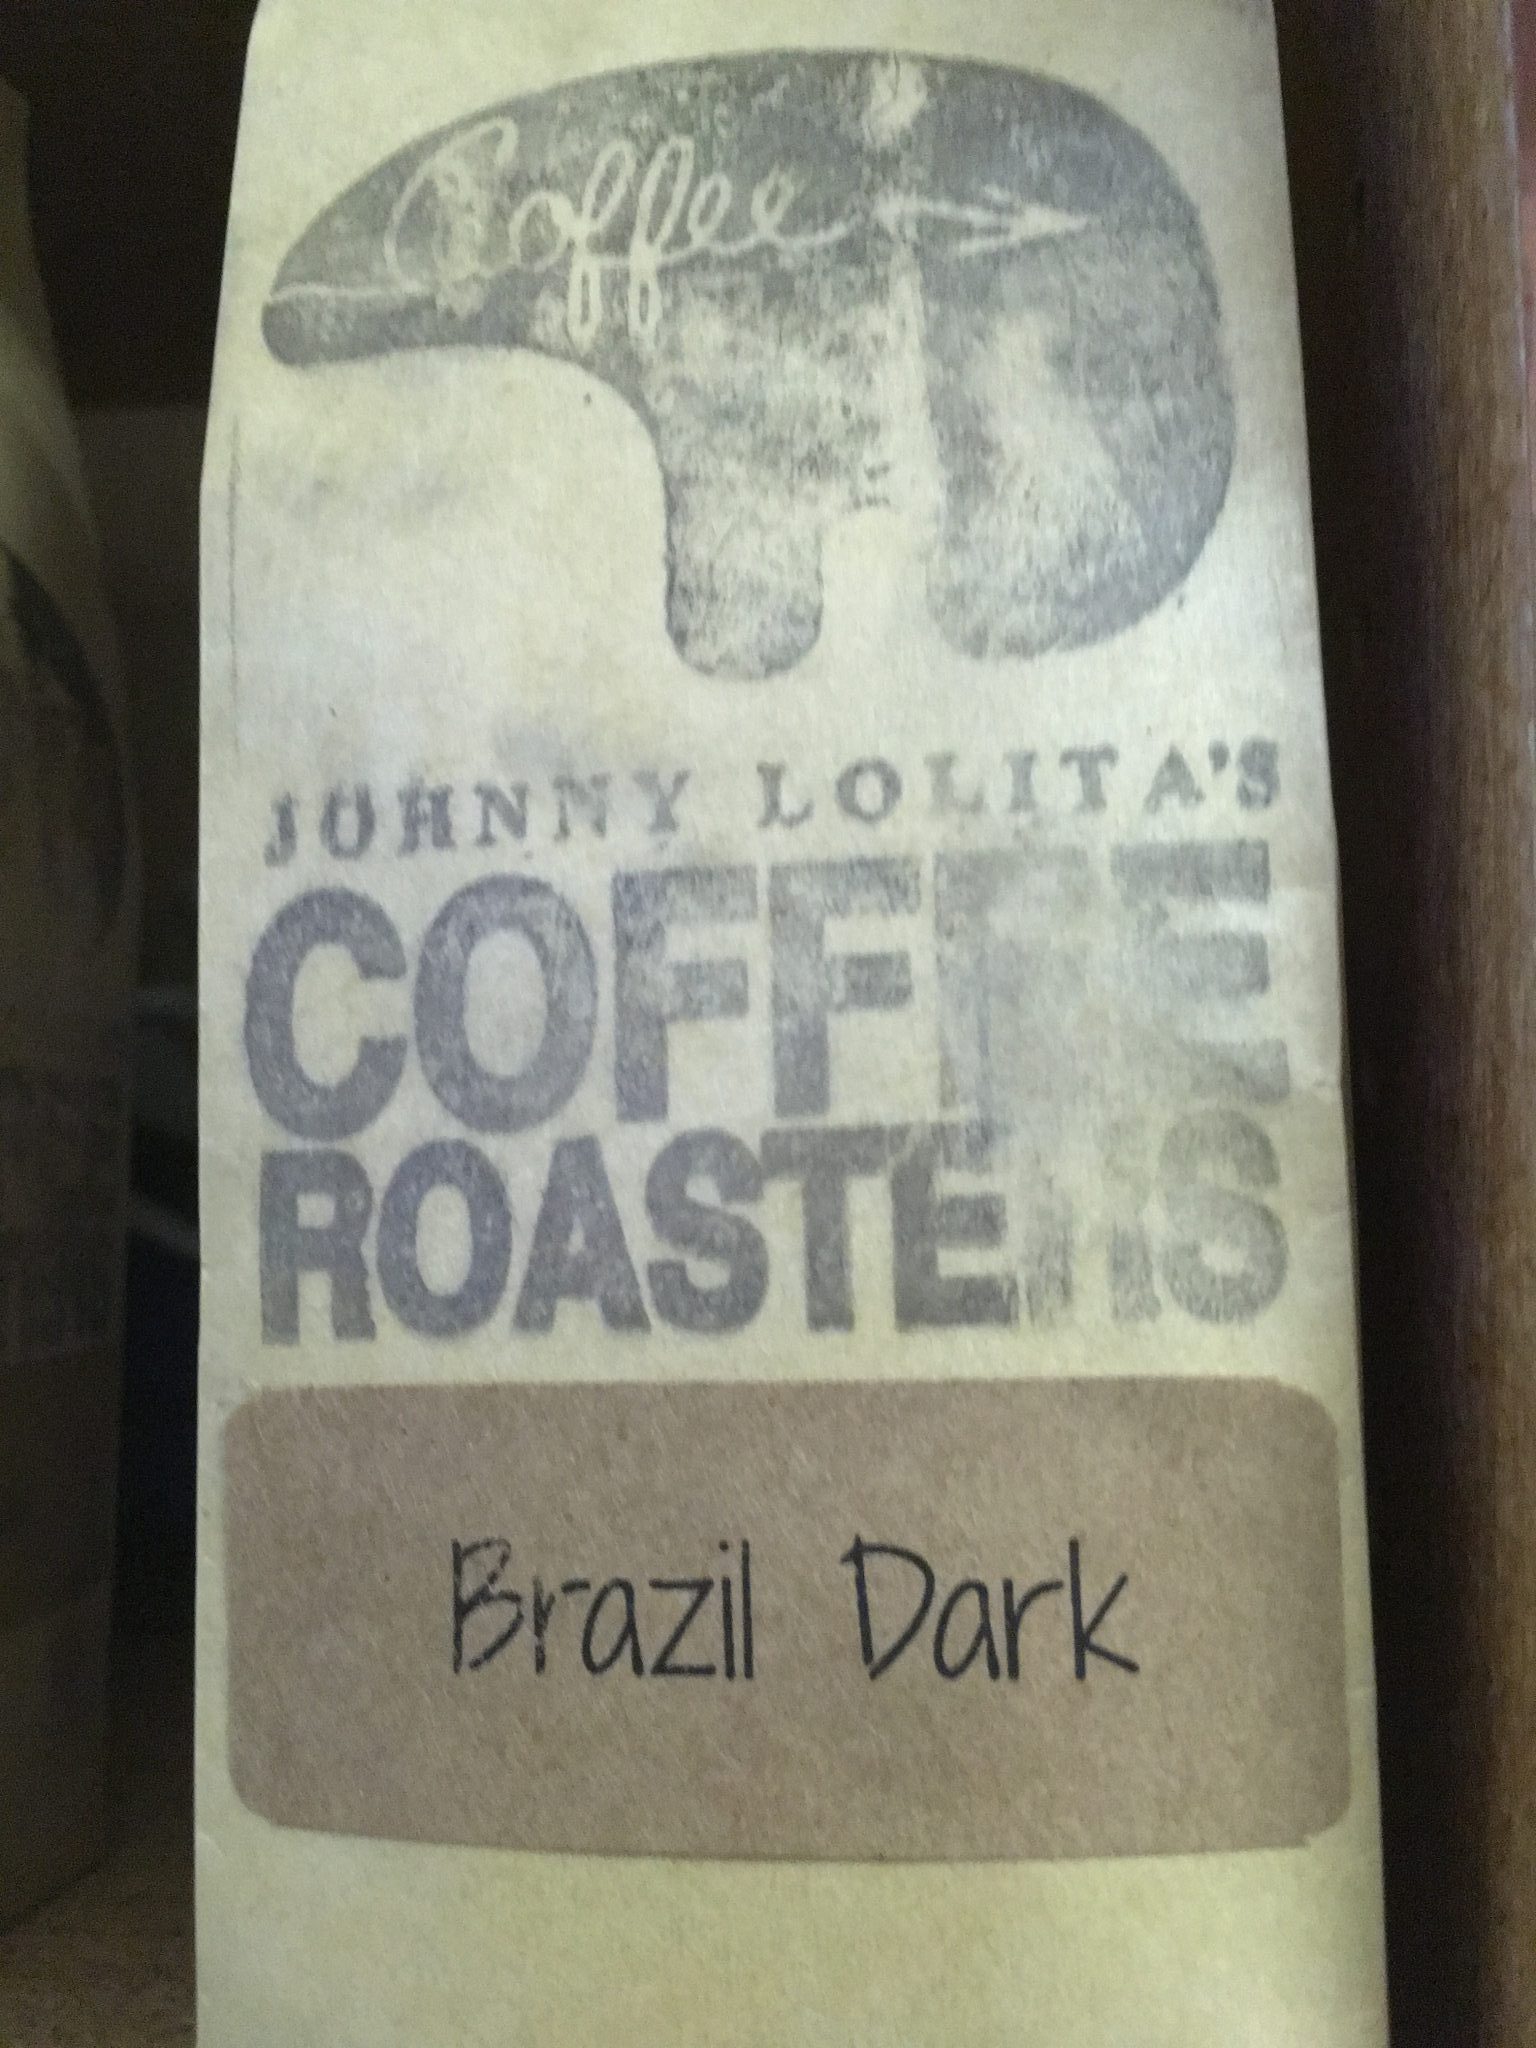 Coffee
JOHNNY LOLITA'S
COFFEE
ROASTERS
Brazil Dark